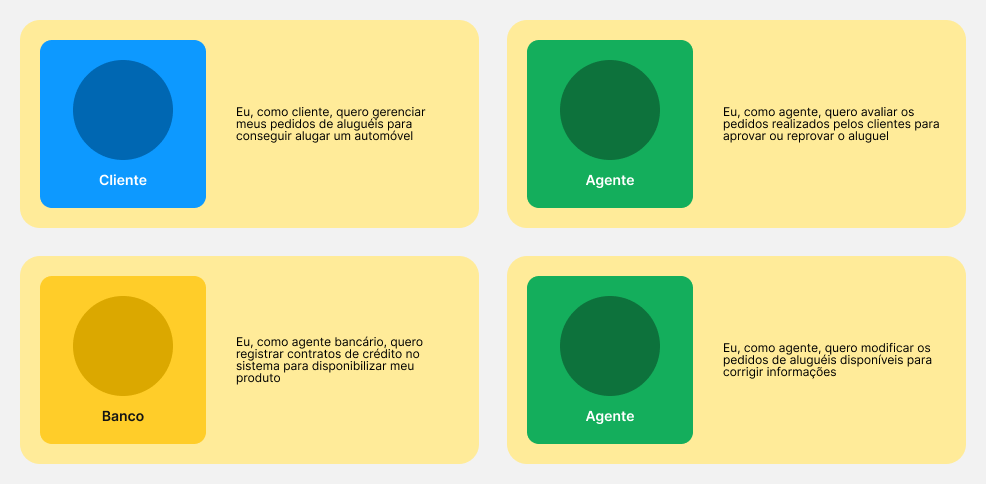 Cliente
Eu, como cliente, quero gerenciar
meus pedidos de aluguéis para
conseguir alugar um automóvel
Agente
Eu, como agente, quero avaliar os
pedidos realizados pelos clientes para
aprovar ou reprovar o aluguel
Banco
Eu, como agente bancário, quero
registrar contratos de crédito no
sistema para disponibilizar meu
produto
Agente
Eu, como agente, quero modificar os
pedidos de aluguéis disponíveis para
corrigir informações